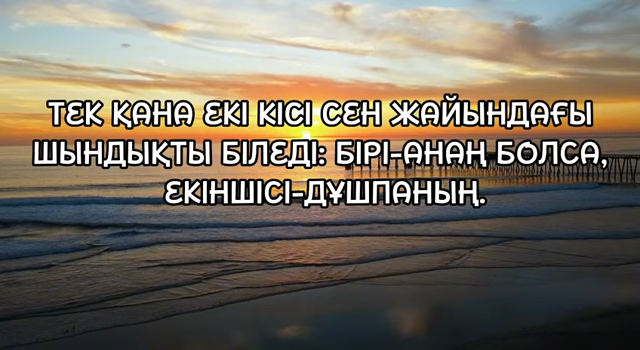 ТЕК ҚАНА ЕКІ КІСІ СЕН ЖАЙЫНДАҒЫ
ШЫНДЫҚТЫ БІЛЕДІ: БІРІ-АНАҢ БОЛСА,
ЕКІНШІСІ-ДҰШПАНЫҢ.